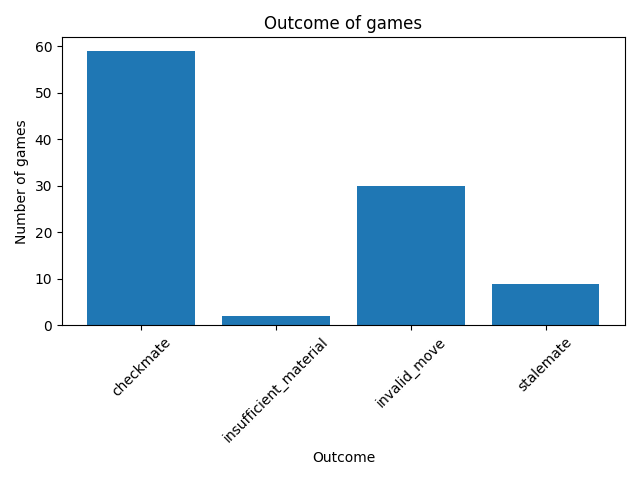 Outcome of games
Number of games
60
50
40
30
20
10
0
checkmate
insufficient_material
invalid_move
stalemate
Outcome